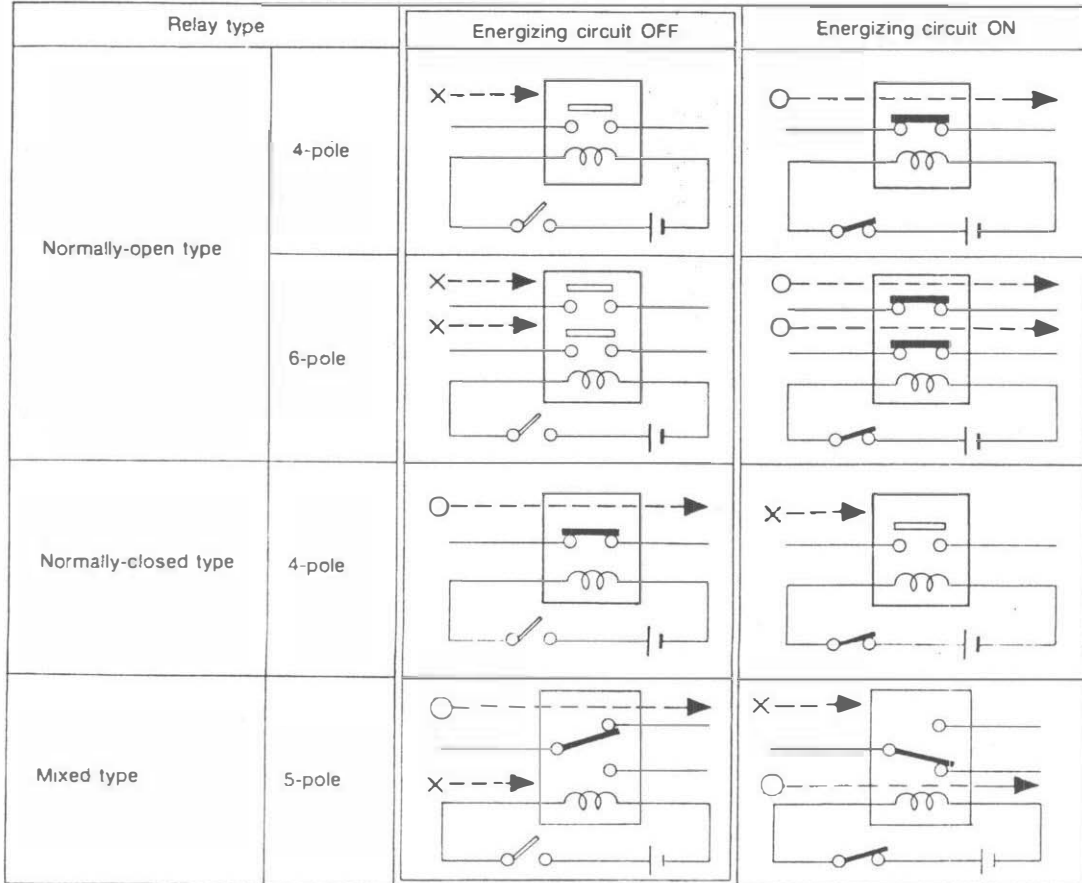 Relay type
Energizing circuit OFF
Energizing circuit ON
Normally-open type
4-pole
6-pole
Normally-closed type
4-pole
Mixed type
5-pole